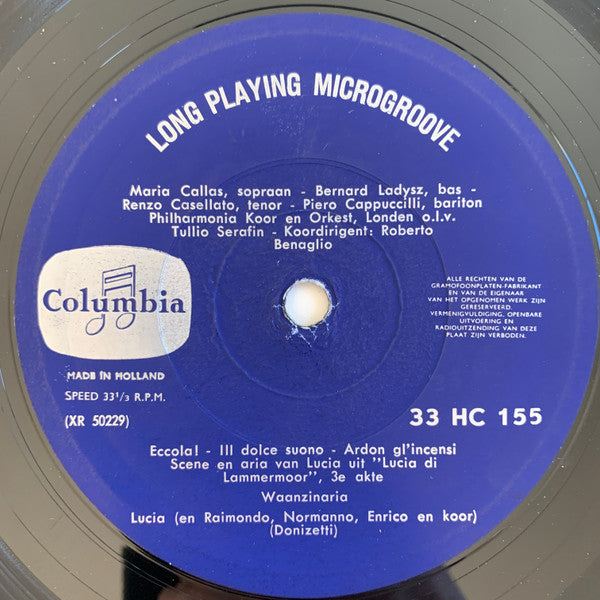 LONG PLAYING MICROGROOVE
Maria Callas, sopraan - Bernard Ladysz, bas -
Renzo Casellato, tenor - Piero Cappuccilli, bariton
Philharmonia Koor en Orkest, Londen o.l.v.
Tullio Serafin - Koordirigent: Roberto
Benaglio
Columbia
MADE IN HOLLAND
SPEED 33¹/₃ R.P.M.
(XR 50229)
ALLE RECHTEN VAN DE
GRAMOFOONPLATEN-FABRIKANT
EN VAN DE EIGENAAR
VAN HET OPGENOMEN WERK ZIJN
GERESERVEERD.
VERMENIGVULDIGING, OPENBARE
UITVOERING EN
RADIOUITZENDING VAN DEZE
PLAAT ZIJN VERBODEN.
33 HC 155
Eccola! - Ill dolce suono - Ardon gl'incensi
Scene en aria van Lucia uit "Lucia di
Lammermoor", 3e akte
Waanzinaria
Lucia (en Raimondo, Normanno, Enrico en koor)
(Donizetti)